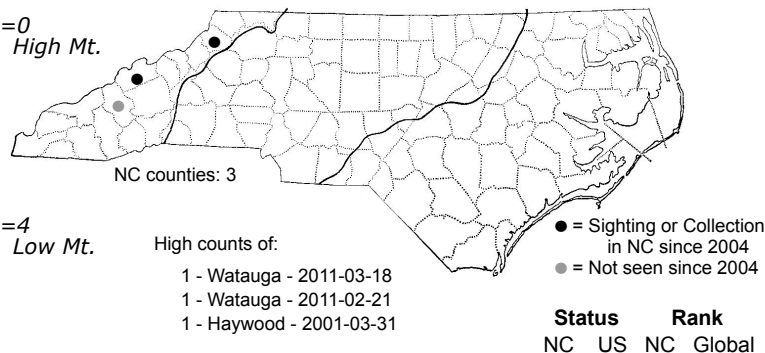 =0
High Mt.
NC counties: 3
=4
Low Mt.
High counts of:
1 - Watauga - 2011-03-18
1 - Watauga - 2011-02-21
1 - Haywood - 2001-03-31
● = Sighting or Collection
in NC since 2004
● = Not seen since 2004
Status Rank
NC US NC Global